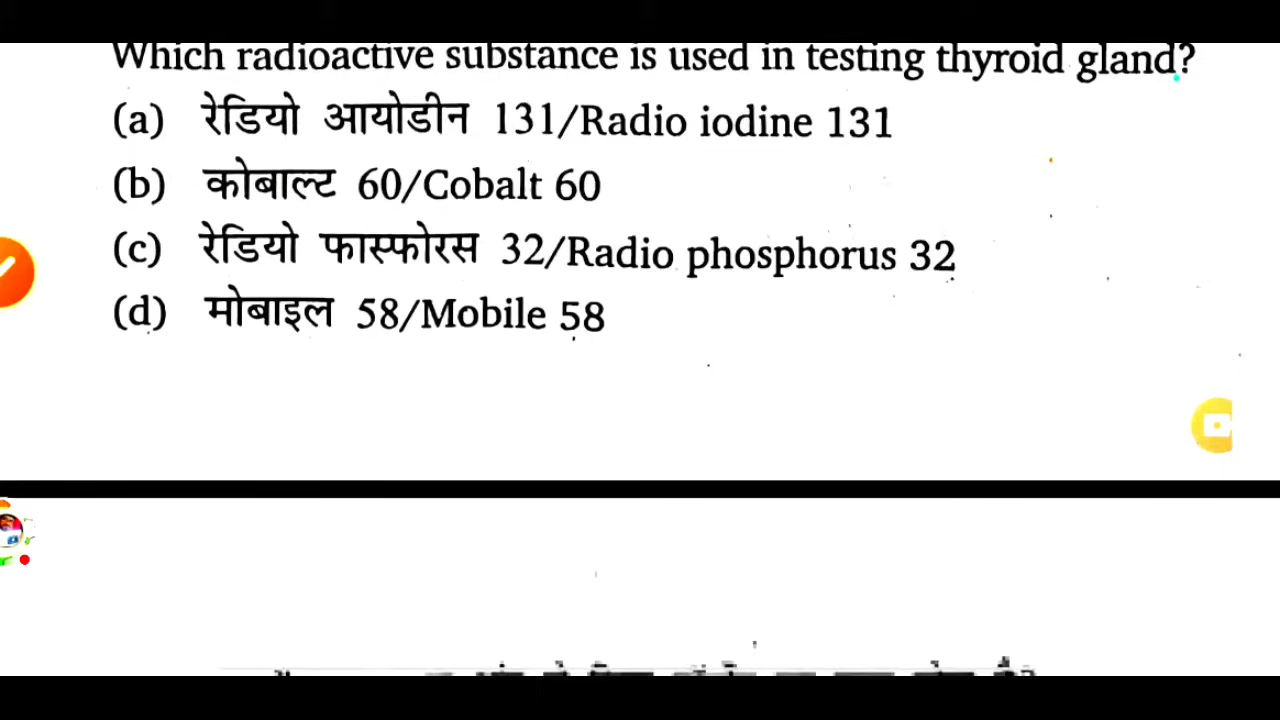 Which radioactive substance is used in testing thyroid gland?
(a) रेडियो आयोडीन 131/Radio iodine 131
(b) कोबाल्ट 60/Cobalt 60
(c) रेडियो फास्फोरस 32/Radio phosphorus 32
(d) मोबाइल 58/Mobile 58